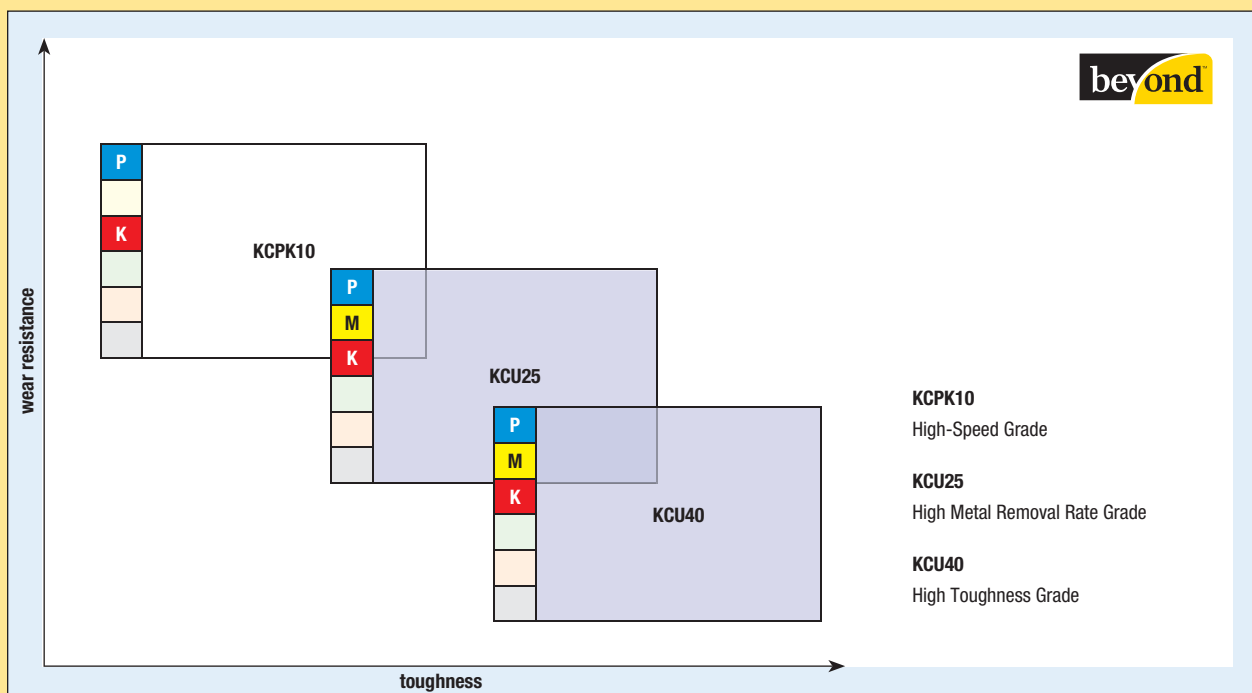 beyond™
P
K
KCPK10
P
M
K
KCU25
P
M
K
KCU40
wear resistance
toughness
KCPK10
High-Speed Grade
KCU25
High Metal Removal Rate Grade
KCU40
High Toughness Grade